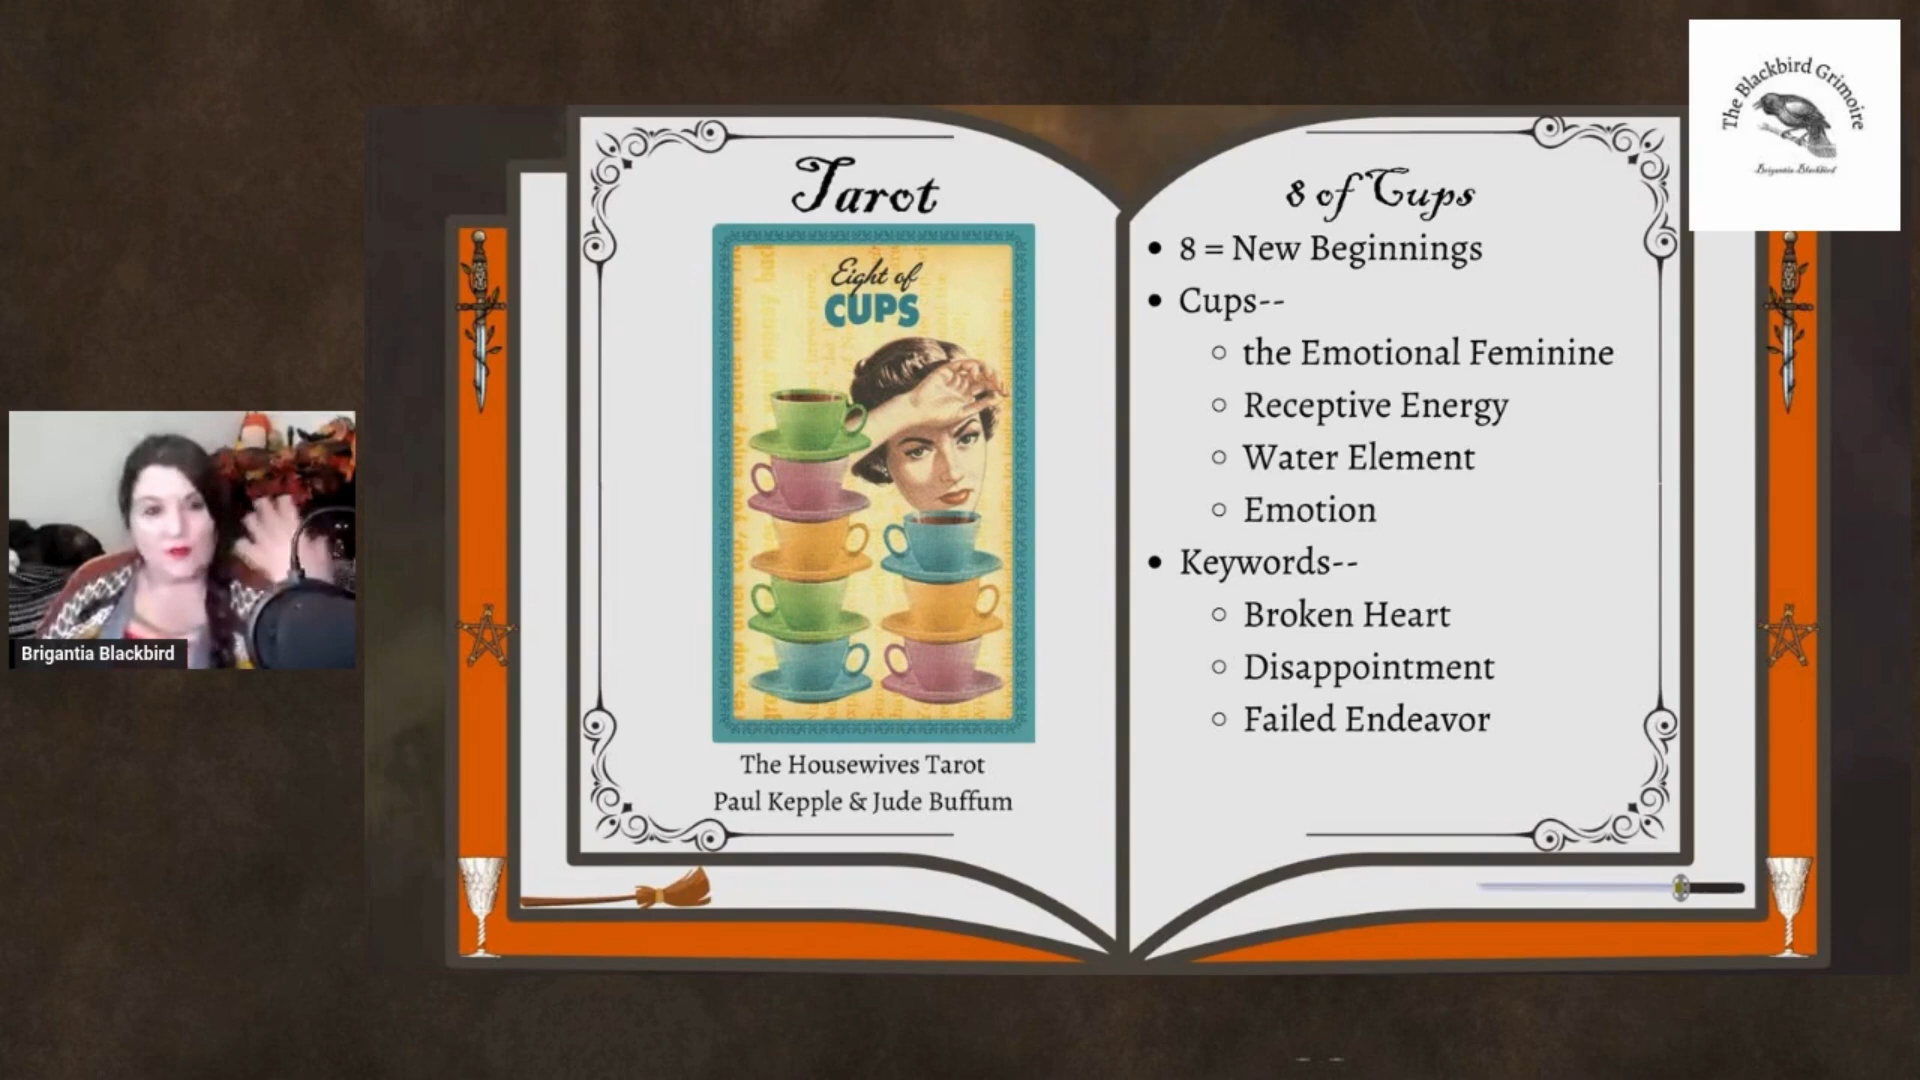 The Blackbird Grimoire
Brigantia Blackbird
Tarot
Eight of
CUPS
The Housewives Tarot
Paul Kepple & Jude Buffum
8 of Cups
• 8 = New Beginnings
• Cups--
○ the Emotional Feminine
○ Receptive Energy
○ Water Element
○ Emotion
• Keywords--
○ Broken Heart
○ Disappointment
○ Failed Endeavor
Brigantia Blackbird